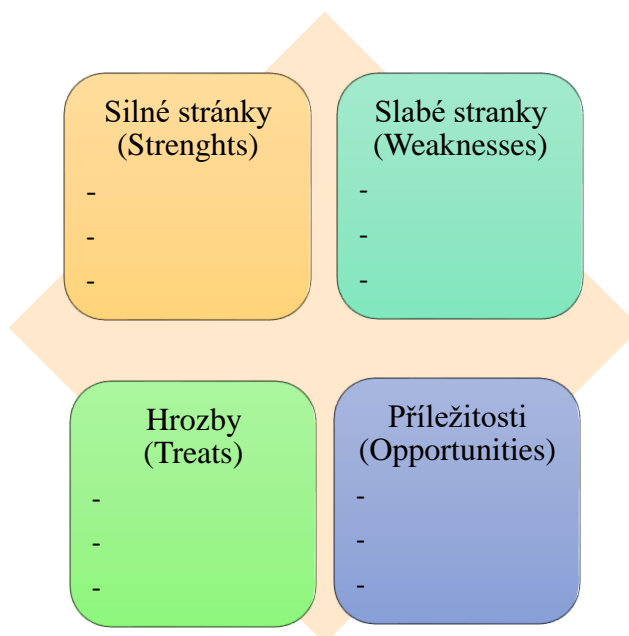 Silné stránky
(Strenghts)
-
-
-
Slabé stranky
(Weaknesses)
-
-
-
Hrozby
(Treats)
-
-
-
Příležitosti
(Opportunities)
-
-
-